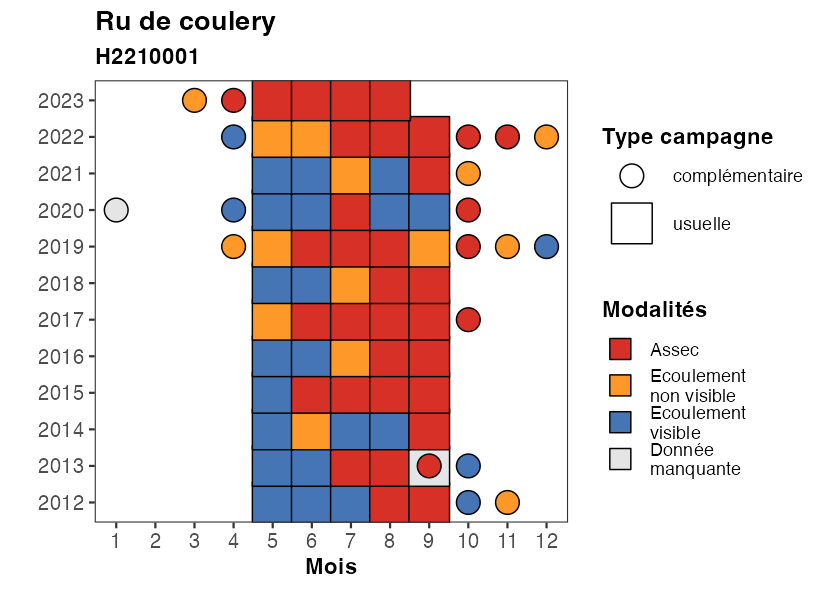 Ru de coulery
H2210001
2023
2022
2021
2020
2019
2018
2017
2016
2015
2014
2013
2012
1 2 3 4 5 6 7 8 9 10 11 12
Mois
Type campagne
complémentaire
usuelle
Modalités
Assec
Ecoulement
non visible
Ecoulement
visible
Donnée
manquante